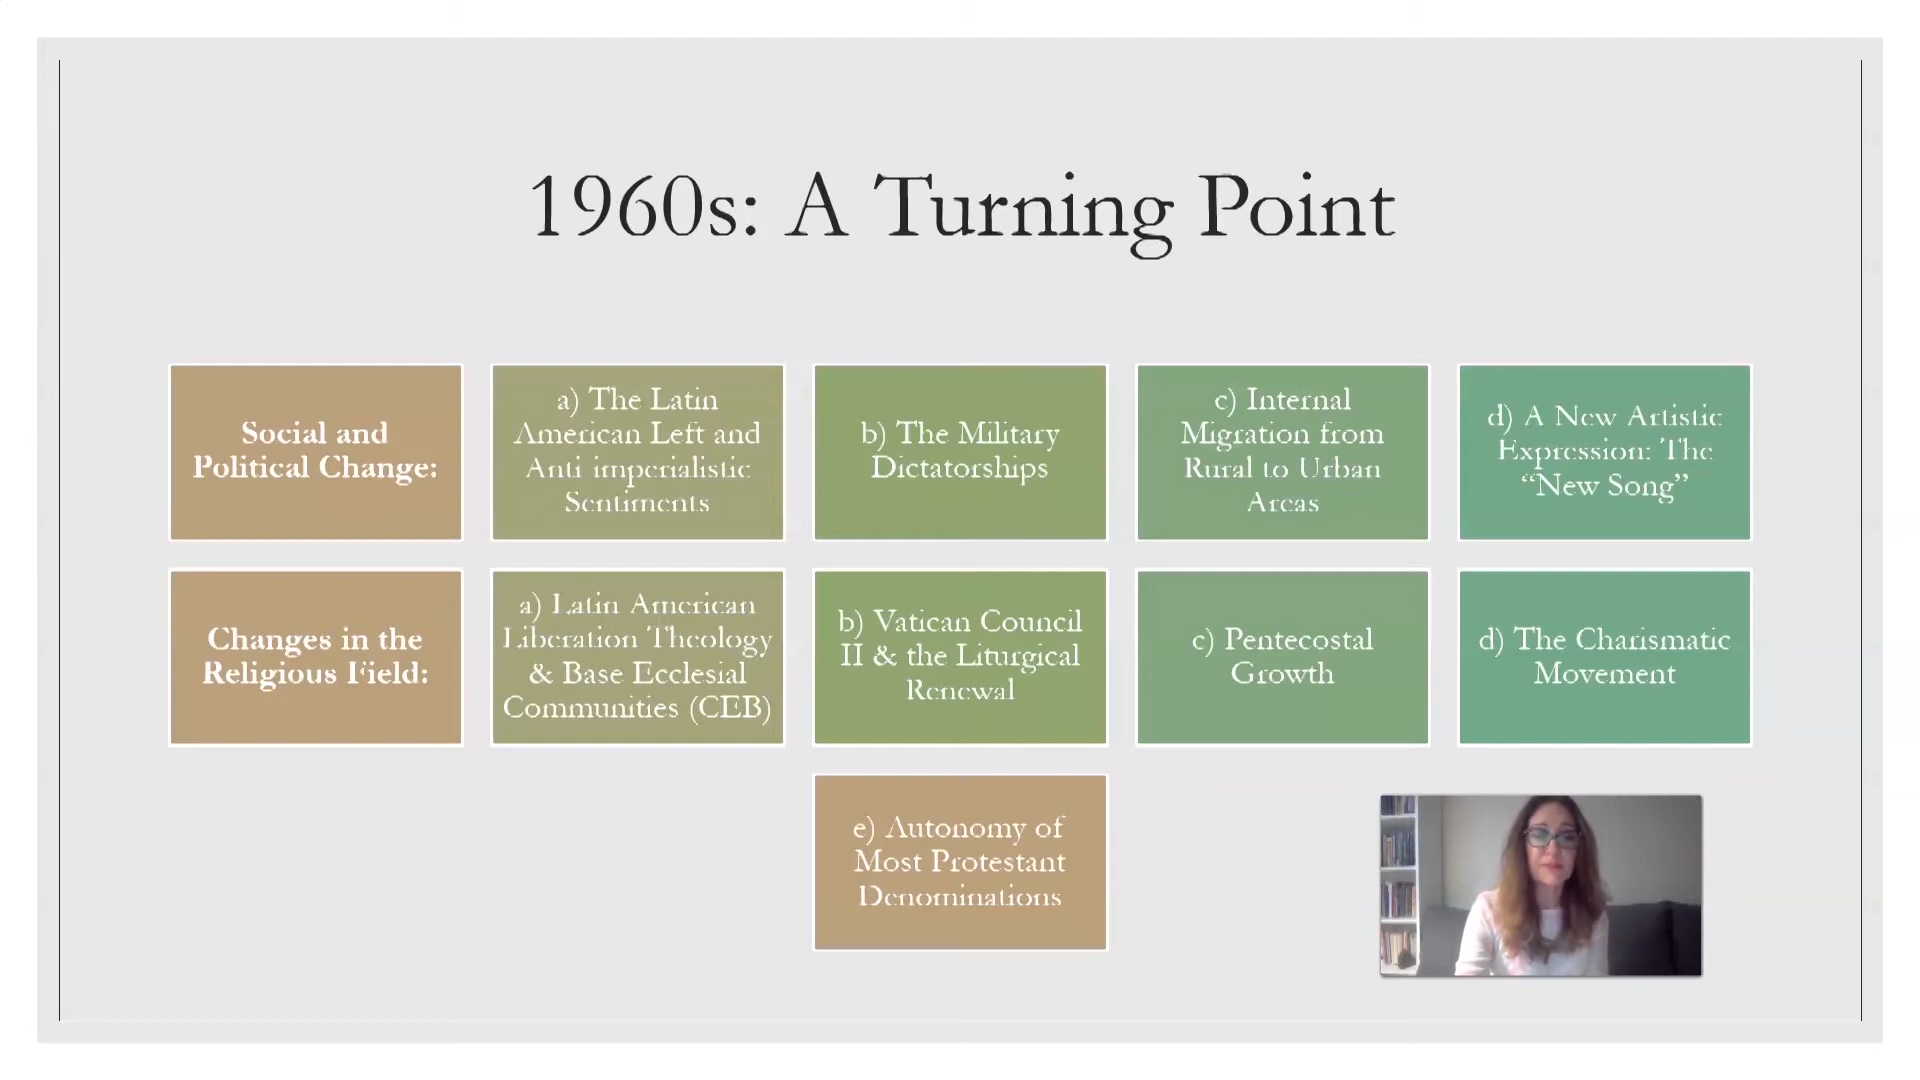 1960s: A Turning Point
Social and
Political Change:
a) The Latin
American Left and
Anti imperialistic
Sentiments
b) The Military
Dictatorships
c) Internal
Migration from
Rural to Urban
Areas
d) A New Artistic
Expression: The
“New Song”
Changes in the
Religious Field:
a) Latin American
Liberation Theology
& Base Ecclesial
Communities (CEB)
b) Vatican Council
II & the Liturgical
Renewal
c) Pentecostal
Growth
d) The Charismatic
Movement
e) Autonomy of
Most Protestant
Denominations